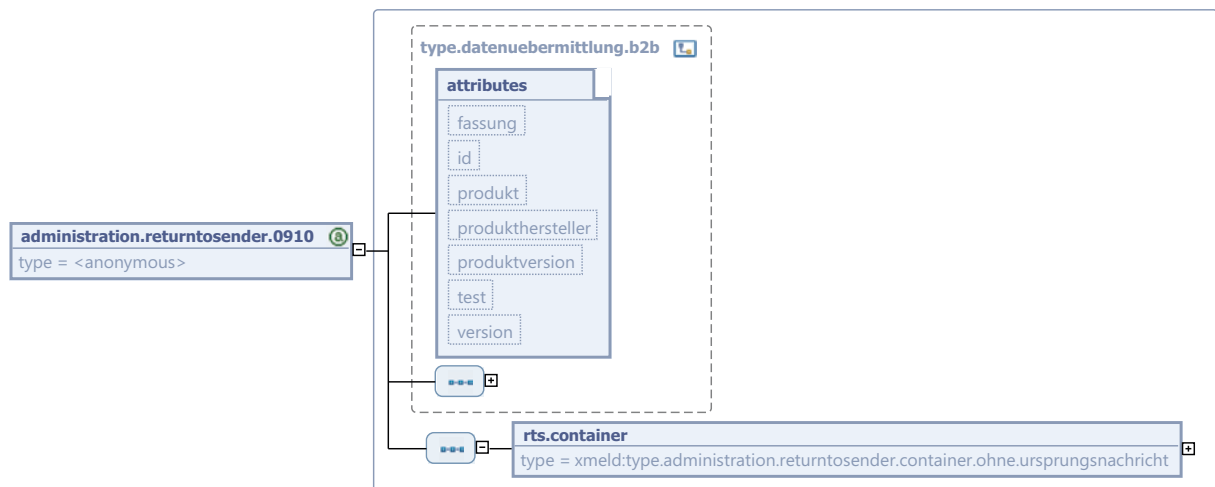 type.datenuebermittlung.b2b
attributes
fassung
id
produkt
produkthersteller
produktversion
test
version
administration.returntosender.0910
type = <anonymous>
rts.container
type = xmeld:type.administration.returntosender.container.ohne.ursprungsnachricht